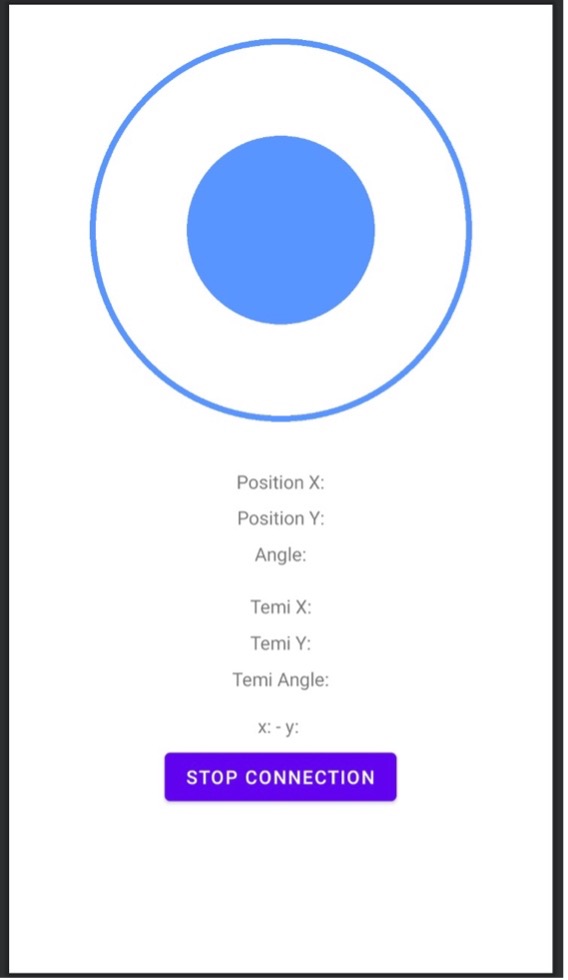 Position X:
Position Y:
Angle:
Temi X:
Temi Y:
Temi Angle:
x: - y:
STOP CONNECTION